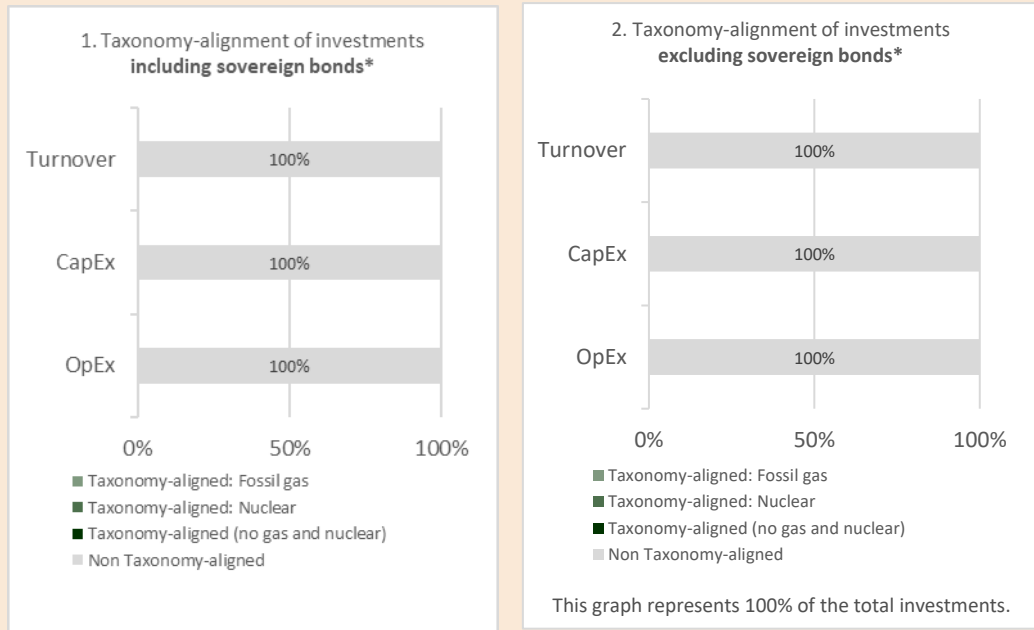 1. Taxonomy-alignment of investments
including sovereign bonds*
Turnover
100%
CapEx
100%
OpEx
100%
0%
50%
100%
Taxonomy-aligned: Fossil gas
Taxonomy-aligned: Nuclear
Taxonomy-aligned (no gas and nuclear)
Non Taxonomy-aligned
2. Taxonomy-alignment of investments
excluding sovereign bonds*
Turnover
100%
CapEx
100%
OpEx
100%
0%
50%
100%
Taxonomy-aligned: Fossil gas
Taxonomy-aligned: Nuclear
Taxonomy-aligned (no gas and nuclear)
Non Taxonomy-aligned
This graph represents 100% of the total investments.